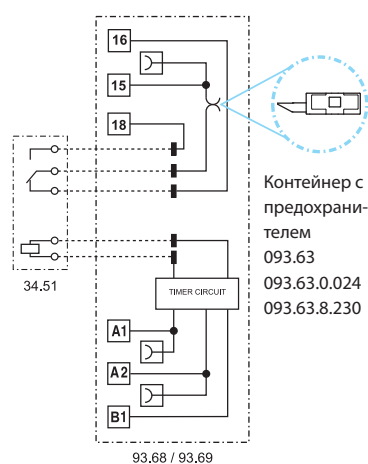 16
15
18
34.51
TIMER CIRCUIT
A1
A2
B1
93.68 / 93.69
Контейнер с
предохрани-
телем
093.63
093.63.0.024
093.63.8.230